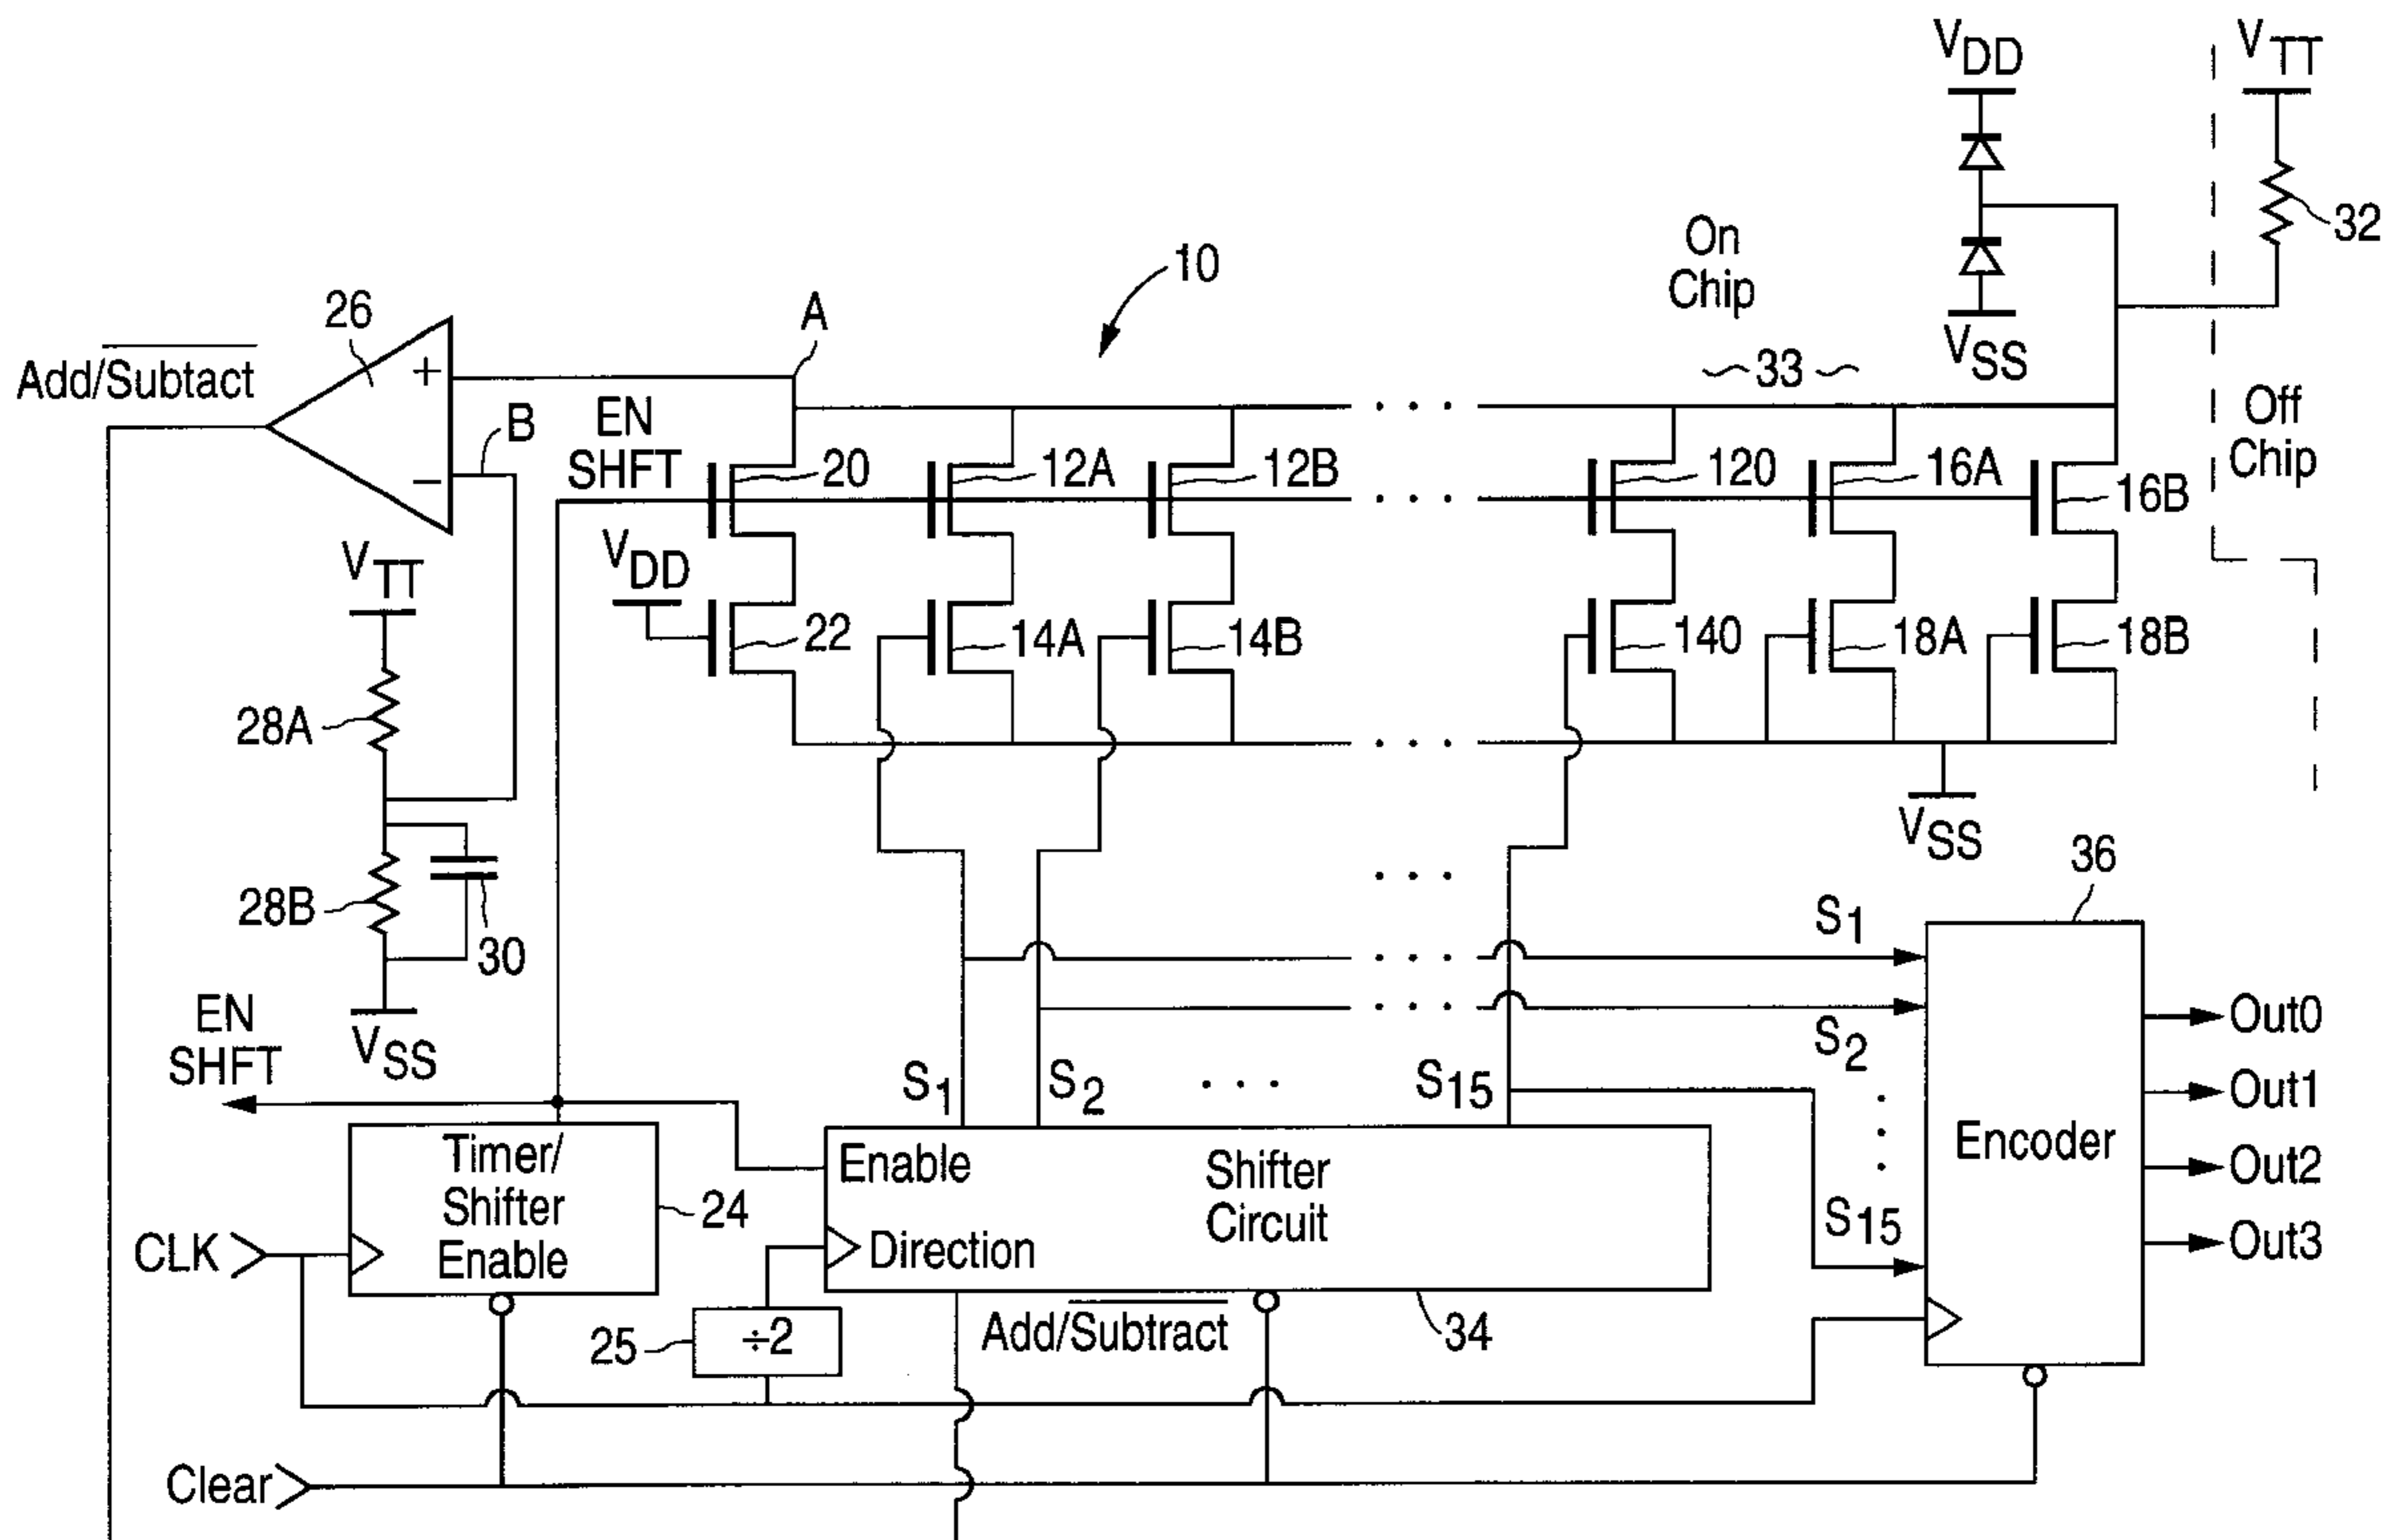 VDD
VTT
32
On
Chip
10
VSS
A
26
+
Add/Subtact
33
Off
Chip
EN
SHFT
B
−
20
12A
12B
120
16A
16B
VDD
VTT
22
14A
14B
140
18A
18B
28A
VSS
36
28B
30
S1
EN
SHFT
VSS
S1
S2
S15
S2
Out0
Out1
Out2
Out3
Encoder
S15
Timer/
Shifter
Enable
24
Enable
Shifter
Circuit
Direction
CLK
25
÷2
Add/Subtract
34
Clear